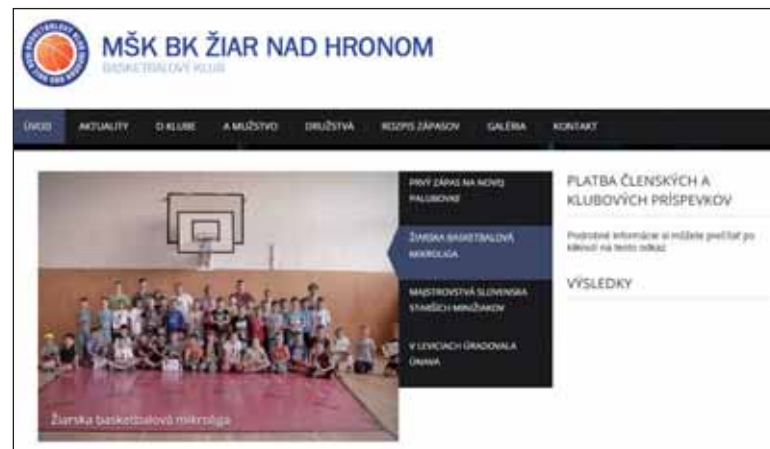 MŠK BK ŽIAR NAD HRONOM
BASKETBALOVÝ KLUB
ÚVOD AKTUALITY O KLUBE A MUŽSTVO DRUŽSTVÁ ROZPIS ZÁPASOV GALÉRIA KONTAKT
PRVÝ ZÁPAS NA NOVEJ
PALUBOVKE
ŽIARSKA BASKETBALOVÁ
MIKROLIGA
MAJSTROVSTVÁ SLOVENSKA
STARŠÍCH MINIŽIAKOV
V LEVICIACH ÚRADOVALA
ÚNAVA
Žiarska basketbalová mikroliga
PLATBA ČLENSKÝCH A
KLUBOVÝCH PRÍSPEVKOV
Podrobné informácie si môžete prečítať po
kliknutí na tento odkaz
VÝSLEDKY